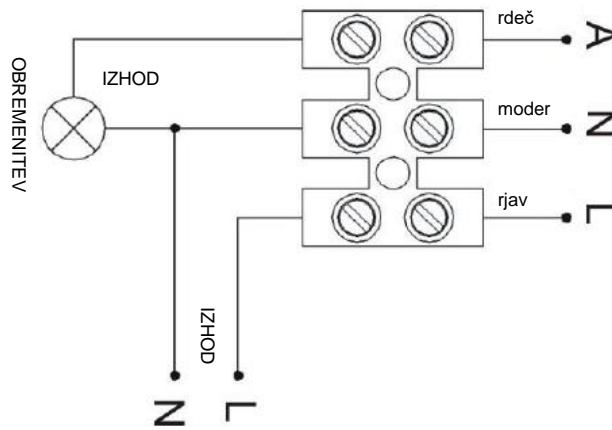 rdeč
A
IZHOD
OBREMENITEV
moder
N
rjav
L
IZHOD
N
L